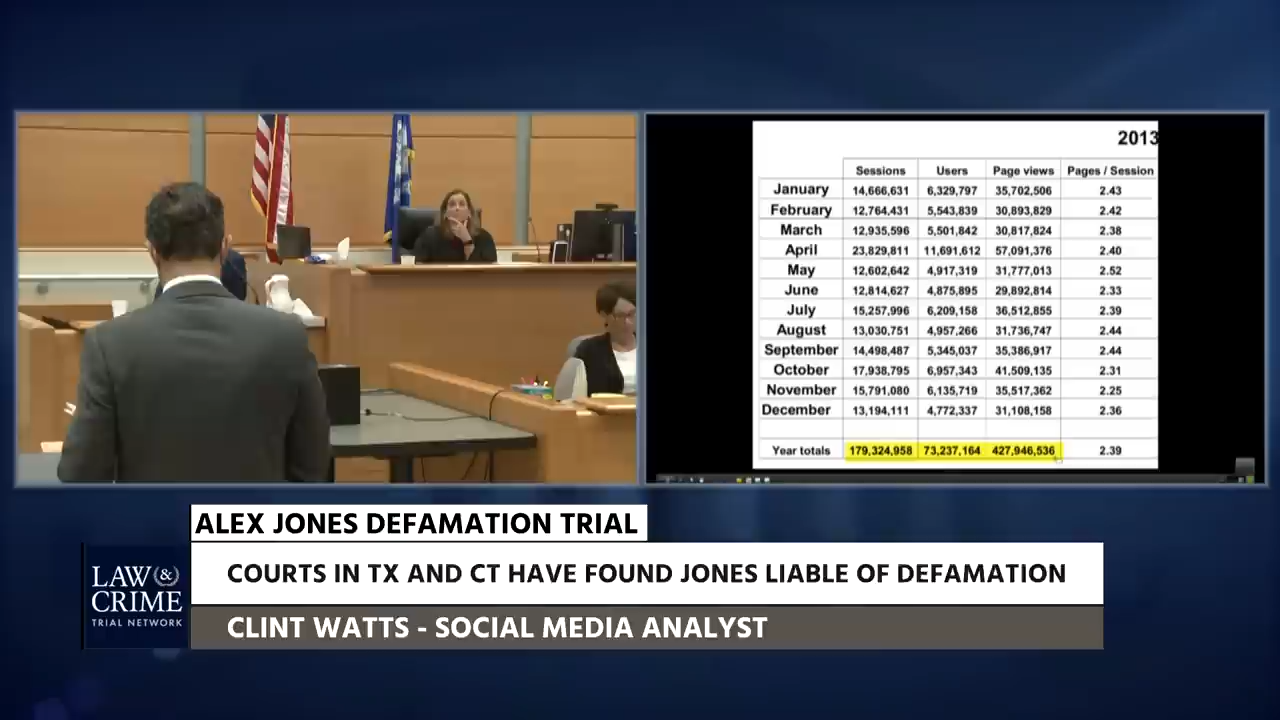 2013
Sessions Users Page views Pages / Session
January 14,666,631 6,329,797 35,702,506 2.43
February 12,764,431 5,543,839 30,893,829 2.42
March 12,935,596 5,501,842 30,817,824 2.38
April 23,829,811 11,691,612 57,091,376 2.40
May 12,602,642 4,917,319 31,777,013 2.52
June 12,814,627 4,875,895 29,892,814 2.33
July 15,257,996 6,209,158 36,512,855 2.39
August 13,030,751 4,957,266 31,736,747 2.44
September 14,498,487 5,345,037 35,386,917 2.44
October 17,938,795 6,957,343 41,509,135 2.31
November 15,791,080 6,135,719 35,517,362 2.25
December 13,194,111 4,772,337 31,108,158 2.36
Year totals 179,324,958 73,237,164 427,946,536 2.39
ALEX JONES DEFAMATION TRIAL
COURTS IN TX AND CT HAVE FOUND JONES LIABLE OF DEFAMATION
CLINT WATTS - SOCIAL MEDIA ANALYST
LAW &
CRIME
TRIAL NETWORK